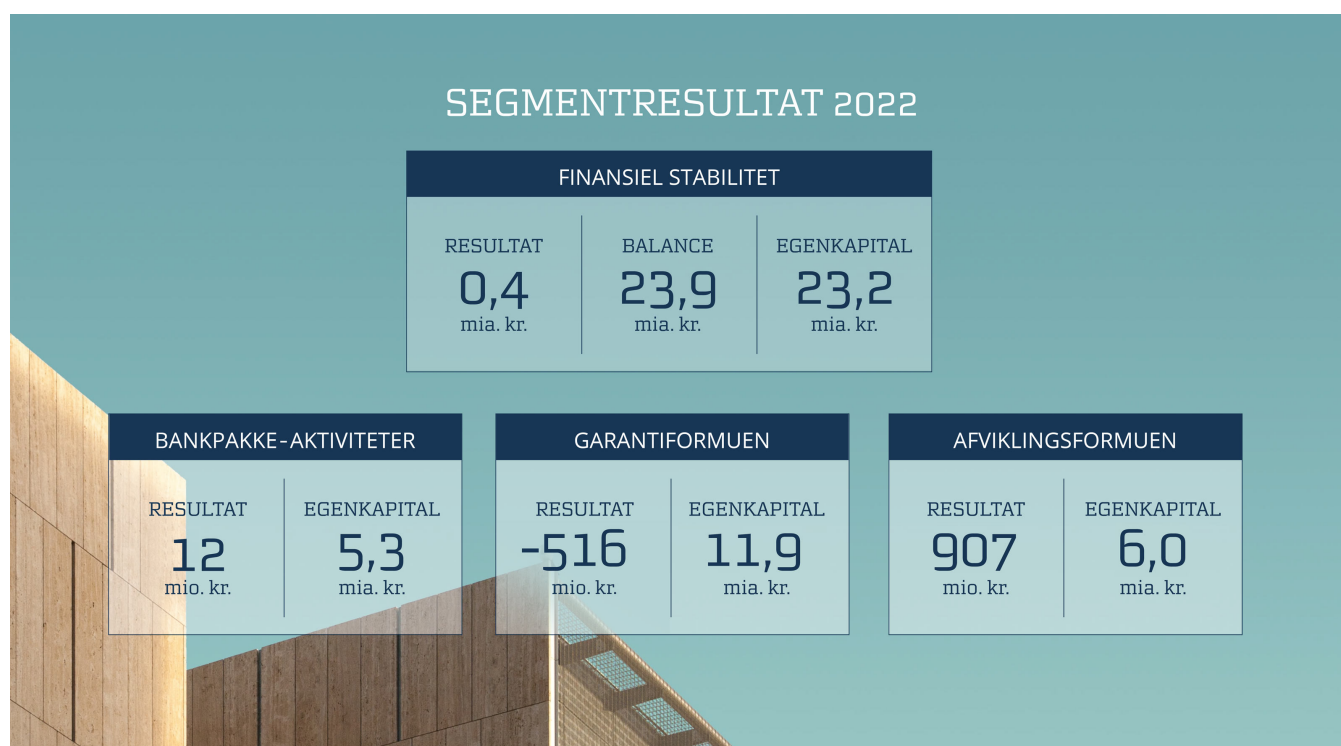 SEGMENTRESULTAT 2022
FINANSIEL STABILITET
RESULTAT
0,4
mia. kr.
BALANCE
23,9
mia. kr.
EGENKAPITAL
23,2
mia. kr.
BANKPAKKE-AKTIVITETER
RESULTAT
12
mio. kr.
EGENKAPITAL
5,3
mia. kr.
GARANTIFORMUEN
RESULTAT
-516
mio. kr.
EGENKAPITAL
11,9
mia. kr.
AFVIKLINGSFORMUEN
RESULTAT
907
mio. kr.
EGENKAPITAL
6,0
mia. kr.